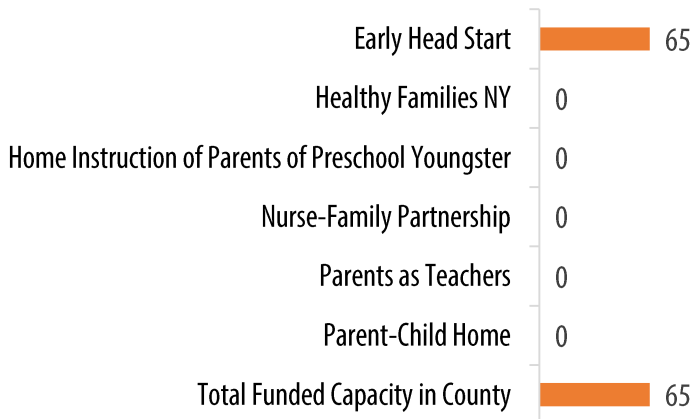 Early Head Start 65
Healthy Families NY 0
Home Instruction of Parents of Preschool Youngster 0
Nurse-Family Partnership 0
Parents as Teachers 0
Parent-Child Home 0
Total Funded Capacity in County 65